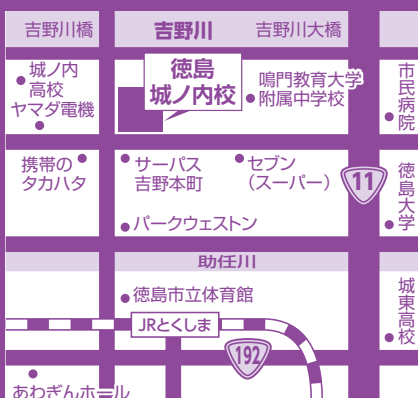 吉野川橋
吉野川
吉野川大橋
城ノ内
高校
ヤマダ電機
徳島
城ノ内校
鳴門教育大学
附属中学校
市民病院
携帯の
タカハタ
サーパス
吉野本町
セブン
（スーパー）
11
徳島大学
パークウェストン
助任川
徳島市立体育館
城東高校
JRとくしま
192
あわぎんホール